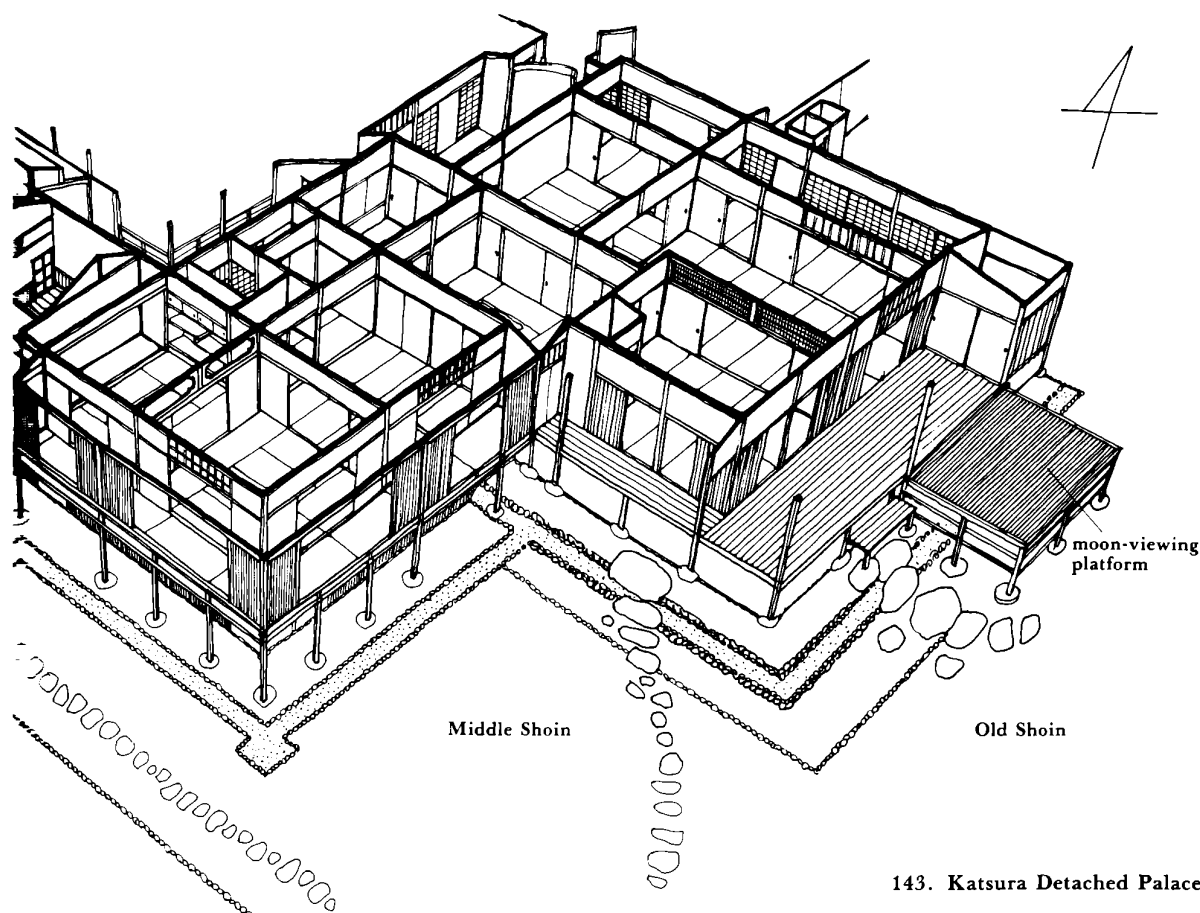 moon-viewing
platform
Middle Shoin
Old Shoin
143. Katsura Detached Palace